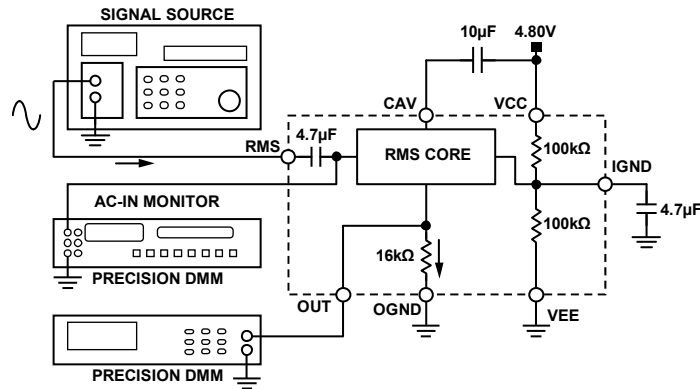 SIGNAL SOURCE
10µF
4.80V
CAV
VCC
4.7µF
RMS
RMS CORE
100kΩ
IGND
AC-IN MONITOR
100kΩ
4.7µF
PRECISION DMM
16kΩ
OUT
OGND
VEE
PRECISION DMM